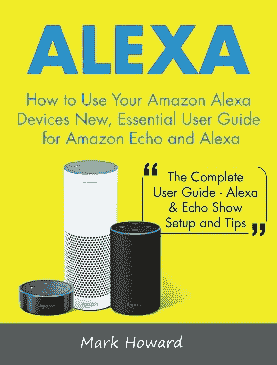 ALEXA
How to Use Your Amazon Alexa
Devices New, Essential User Guide
for Amazon Echo and Alexa
“ The Complete
User Guide - Alexa
& Echo Show
Setup and Tips ”
Mark Howard